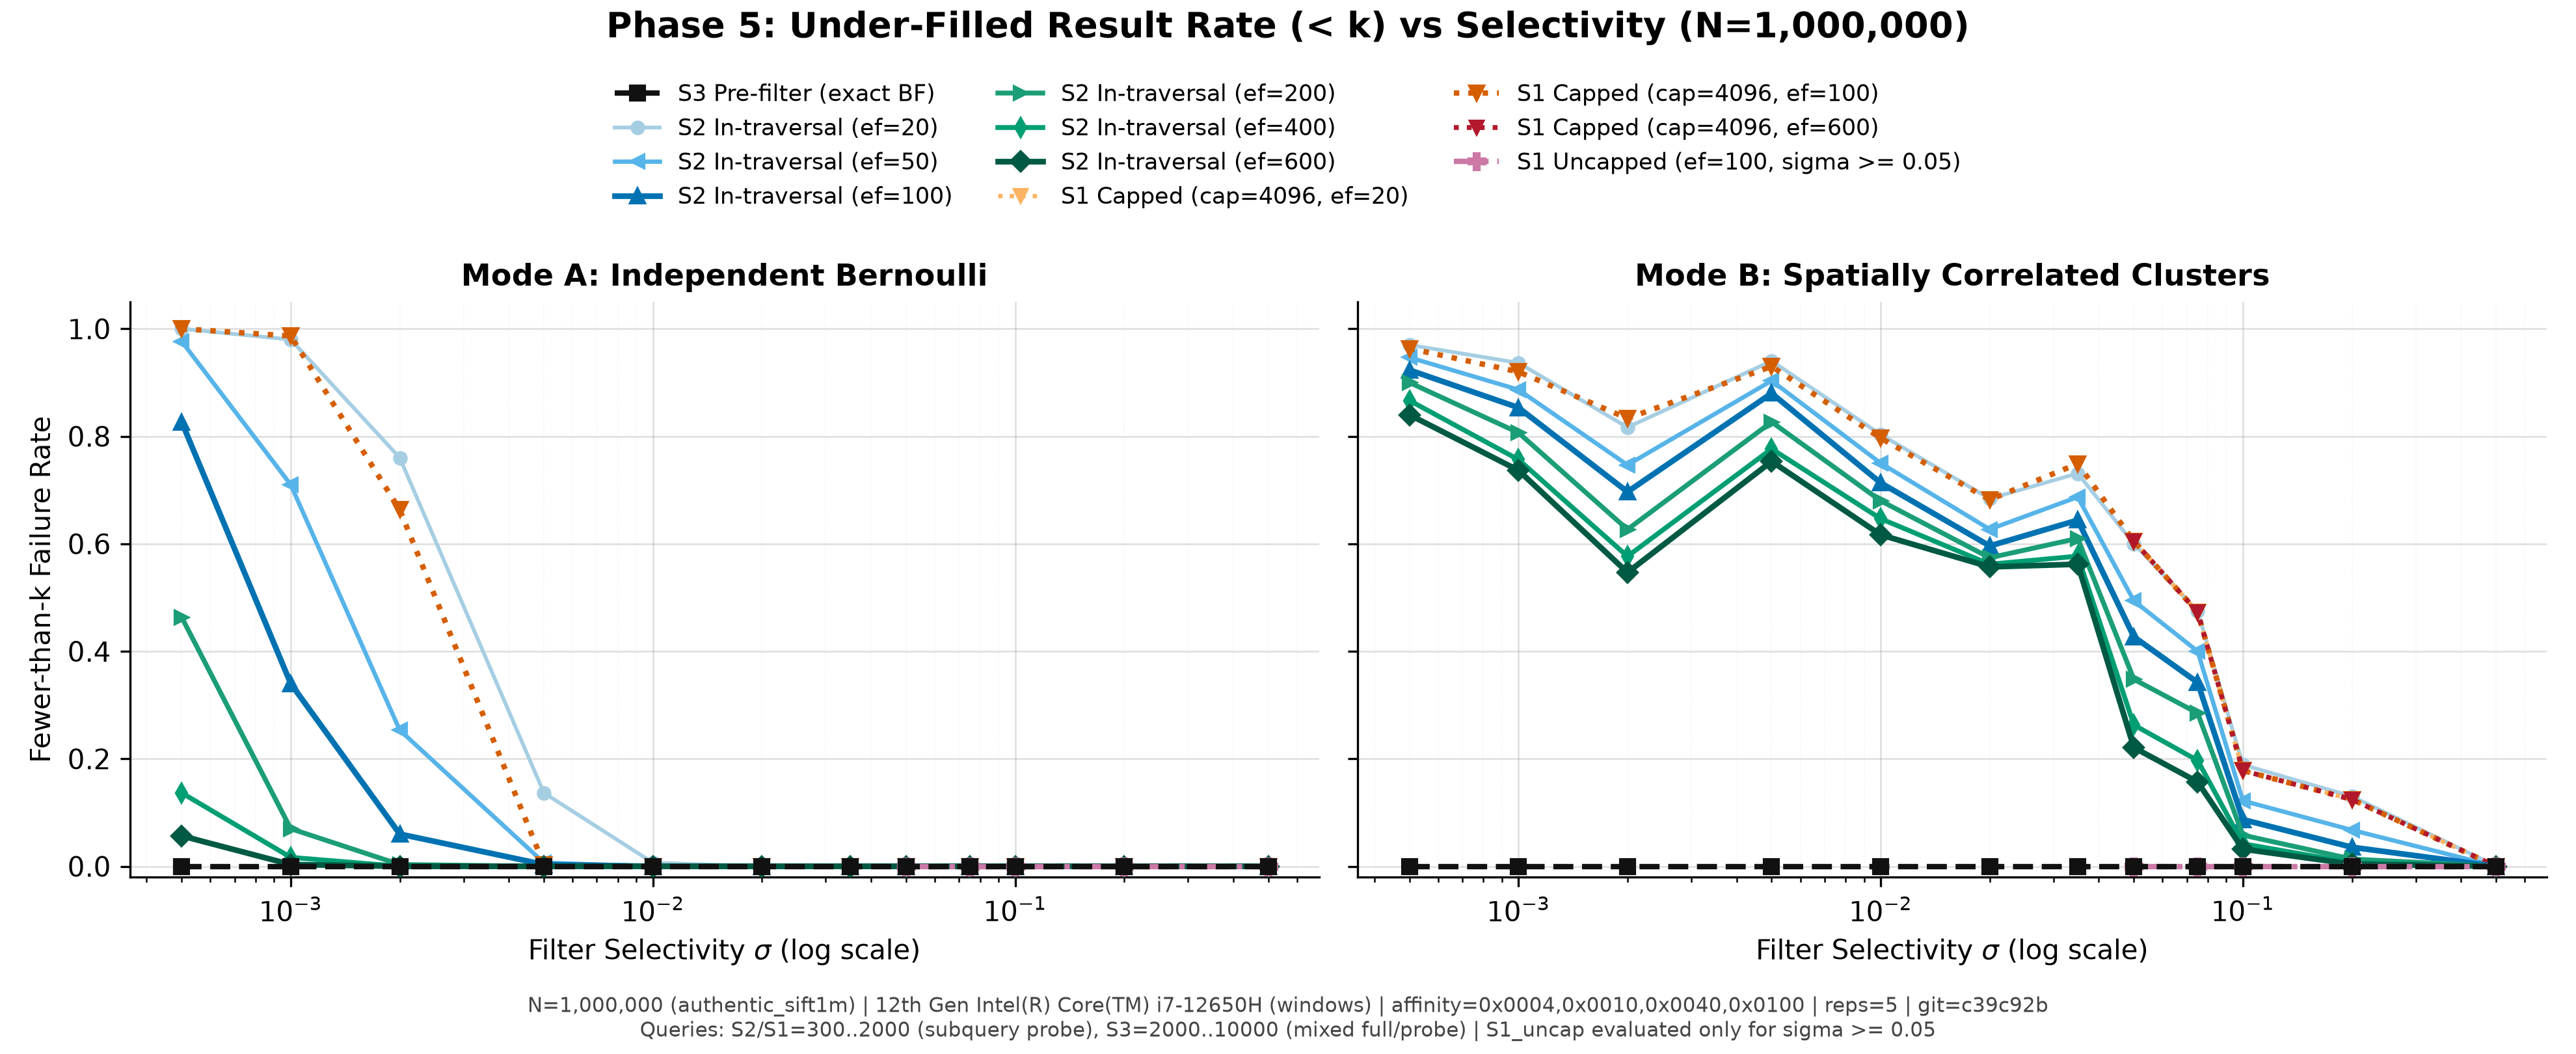 Phase 5: Under-Filled Result Rate (< k) vs Selectivity (N=1,000,000)
S3 Pre-filter (exact BF)
S2 In-traversal (ef=20)
S2 In-traversal (ef=50)
S2 In-traversal (ef=100)
S2 In-traversal (ef=200)
S2 In-traversal (ef=400)
S2 In-traversal (ef=600)
S1 Capped (cap=4096, ef=20)
S1 Capped (cap=4096, ef=100)
S1 Capped (cap=4096, ef=600)
S1 Uncapped (ef=100, sigma >= 0.05)
Mode A: Independent Bernoulli
Fewer-than-k Failure Rate
1.0
0.8
0.6
0.4
0.2
0.0
10⁻³ 10⁻² 10⁻¹
Filter Selectivity σ (log scale)
Mode B: Spatially Correlated Clusters
10⁻³ 10⁻² 10⁻¹
Filter Selectivity σ (log scale)
N=1,000,000 (authentic_sift1m) | 12th Gen Intel(R) Core(TM) i7-12650H (windows) | affinity=0x0004,0x0010,0x0040,0x0100 | reps=5 | git=c39c92b
Queries: S2/S1=300..2000 (subquery probe), S3=2000..10000 (mixed full/probe) | S1_uncap evaluated only for sigma >= 0.05